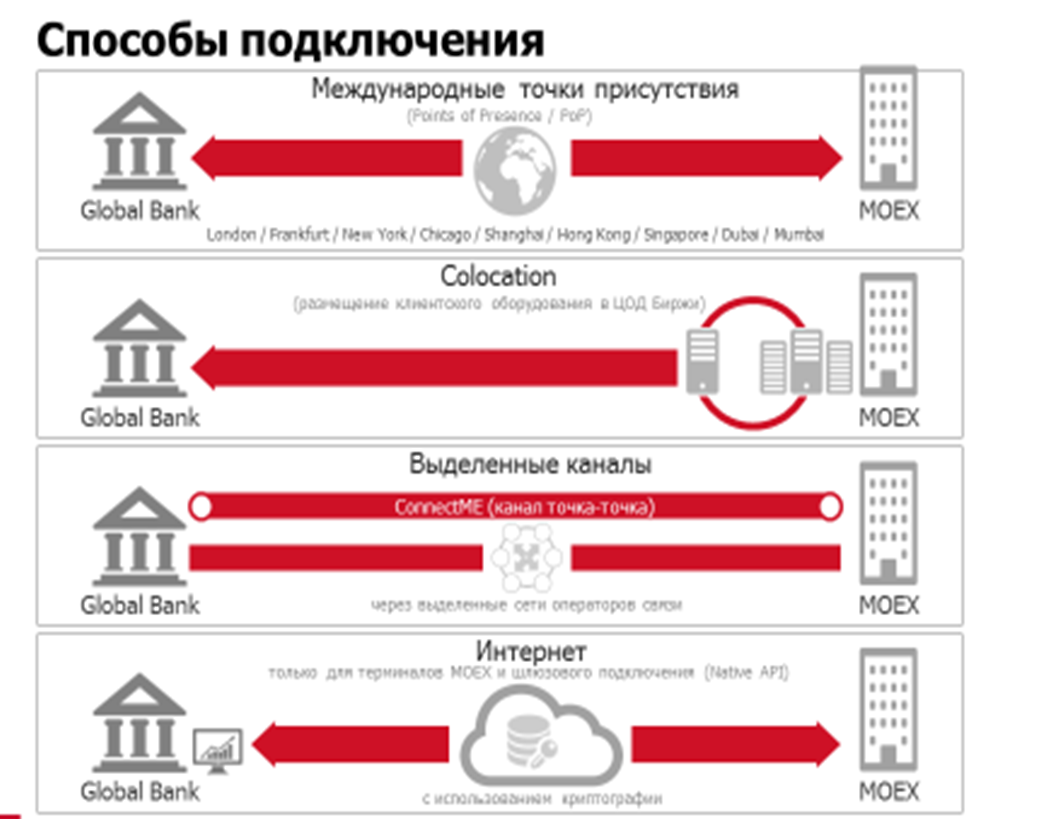 Способы подключения
Международные точки присутствия
(Points of Presence / PoP)
Global Bank
MOEX
London / Frankfurt / New York / Chicago / Shanghai / Hong Kong / Singapore / Dubai / Mumbai
Colocation
(размещение клиентского оборудования в ЦОД Биржи)
Global Bank
MOEX
Выделенные каналы
ConnectME (канал точка-точка)
через выделенные сети операторов связи
Global Bank
MOEX
Интернет
только для терминалов MOEX и шлюзового подключения (Native API)
Global Bank
MOEX
с использованием криптографии